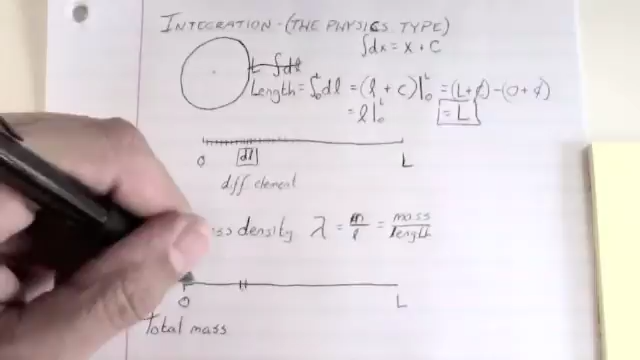 INTEGRATION - (THE PHYSICS TYPE)
∫dx = x + C
L ∫dl
Length = ∫₀ᴸ dl = (l + c)|₀ᴸ = (L + ¢) - (0 + ¢)
= l|₀ᴸ = L
0 dl L
diff element
density λ = m/l = mass/length
0 L
Total mass